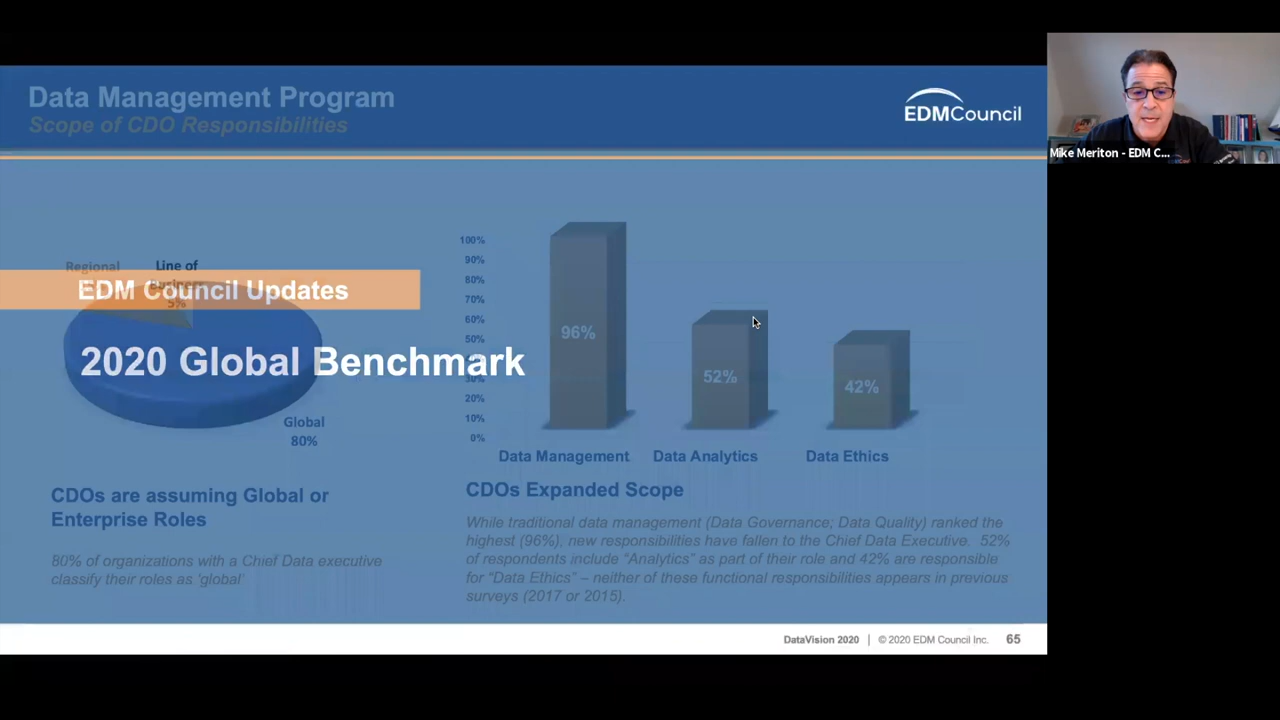 Data Management Program
Scope of CDO Responsibilities
EDMCouncil
Mike Meriton - EDM C...
Regional
Line of
Business
5%
EDM Council Updates
2020 Global Benchmark
Global
80%
100%
90%
80%
70%
60%
50%
40%
30%
20%
10%
0%
96%
52%
42%
Data Management
Data Analytics
Data Ethics
CDOs are assuming Global or
Enterprise Roles
80% of organizations with a Chief Data executive
classify their roles as 'global'
CDOs Expanded Scope
While traditional data management (Data Governance; Data Quality) ranked the
highest (96%), new responsibilities have fallen to the Chief Data Executive. 52%
of respondents include "Analytics" as part of their role and 42% are responsible
for "Data Ethics" – neither of these functional responsibilities appears in previous
surveys (2017 or 2015).
DataVision 2020 | © 2020 EDM Council Inc. 65